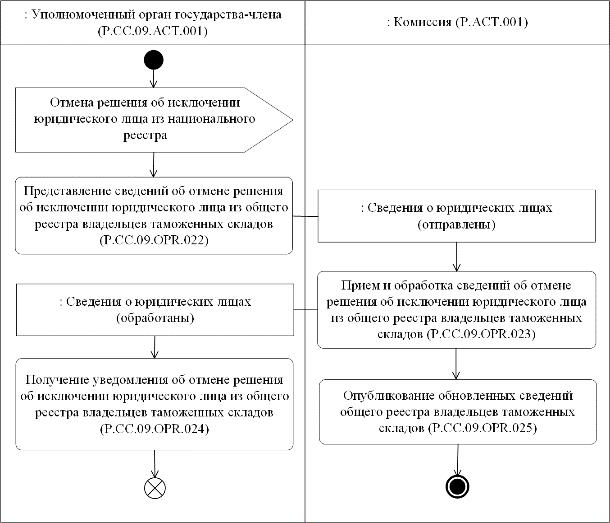 : Уполномоченный орган государства-члена
(P.CC.09.ACT.001)
: Комиссия (P.ACT.001)
Отмена решения об исключении
юридического лица из национального
реестра
Представление сведений об отмене решения
об исключении юридического лица из общего
реестра владельцев таможенных складов
(P.CC.09.OPR.022)
: Сведения о юридических лицах
(отправлены)
Прием и обработка сведений об отмене
решения об исключении юридического лица
из общего реестра владельцев таможенных
складов (P.CC.09.OPR.023)
: Сведения о юридических лицах
(обработаны)
Получение уведомления об отмене решения
об исключении юридического лица из общего
реестра владельцев таможенных складов
(P.CC.09.OPR.024)
Опубликование обновленных сведений
общего реестра владельцев таможенных
складов (P.CC.09.OPR.025)